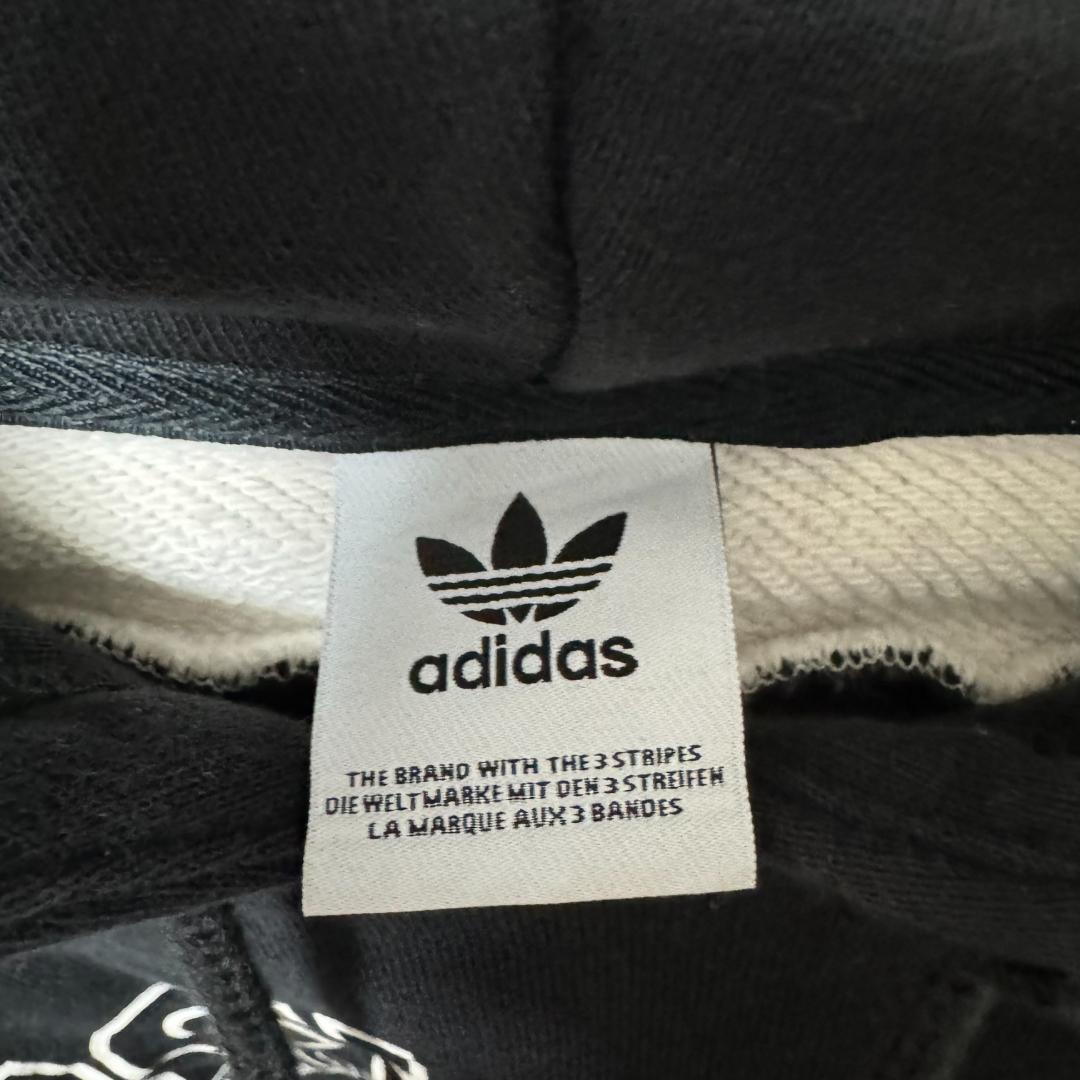 adidas
THE BRAND WITH THE 3 STRIPES
DIE WELTMARKE MIT DEN 3 STREIFEN
LA MARQUE AUX 3 BANDES